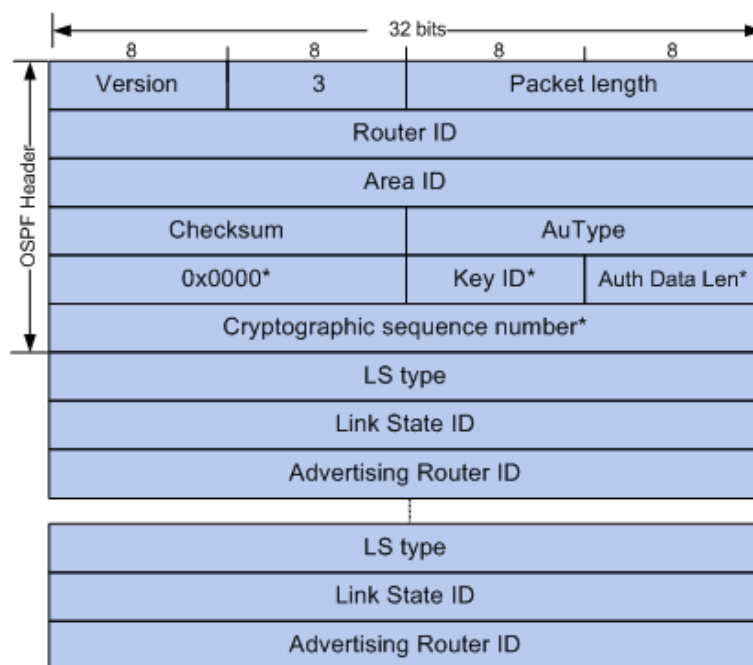 32 bits
8 8 8 8
Version 3 Packet length
Router ID
Area ID
Checksum AuType
0x0000* Key ID* Auth Data Len*
Cryptographic sequence number*
OSPF Header
LS type
Link State ID
Advertising Router ID
LS type
Link State ID
Advertising Router ID